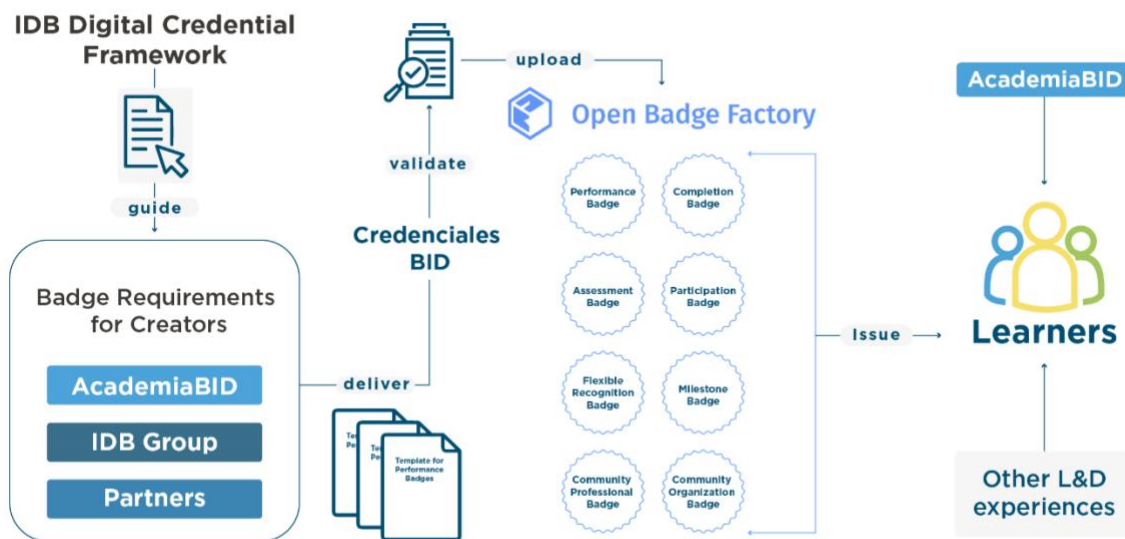 IDB Digital Credential
Framework
guide
Badge Requirements
for Creators
AcademiaBID
IDB Group
Partners
deliver
Template for
Performance
Badges
Credenciales
BID
validate
upload
Open Badge Factory
Performance
Badge
Completion
Badge
Assessment
Badge
Participation
Badge
Flexible
Recognition
Badge
Milestone
Badge
Community
Professional
Badge
Community
Organization
Badge
Issue
AcademiaBID
Learners
Other L&D
experiences